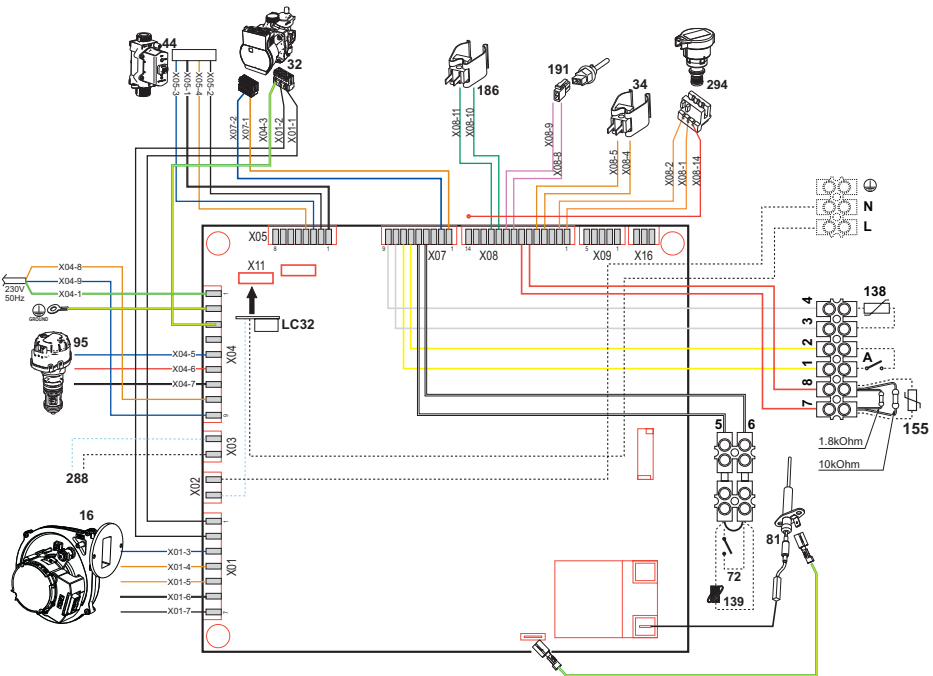 44
32
186
191
34
294
X05-3
X05-1
X05-4
X05-2
X07-2
X07-1
X04-3
X01-2
X01-1
X08-11
X08-10
X08-9
X08-8
X08-5
X08-4
X08-2
X08-1
X08-14
N
L
X05
8
1
9
X07
1
14
X08
1
5
X09
1
X16
X11
LC32
X04-8
X04-9
X04-1
230V
50Hz
GROUND
1
95
X04-5
X04-6
X04-7
X04
9
X03
288
X02
16
1
X01-3
X01-4
X01-5
X01-6
X01-7
X01
7
4
138
3
2
A
1
8
7
155
1.8kOhm
10kOhm
5
6
81
72
139